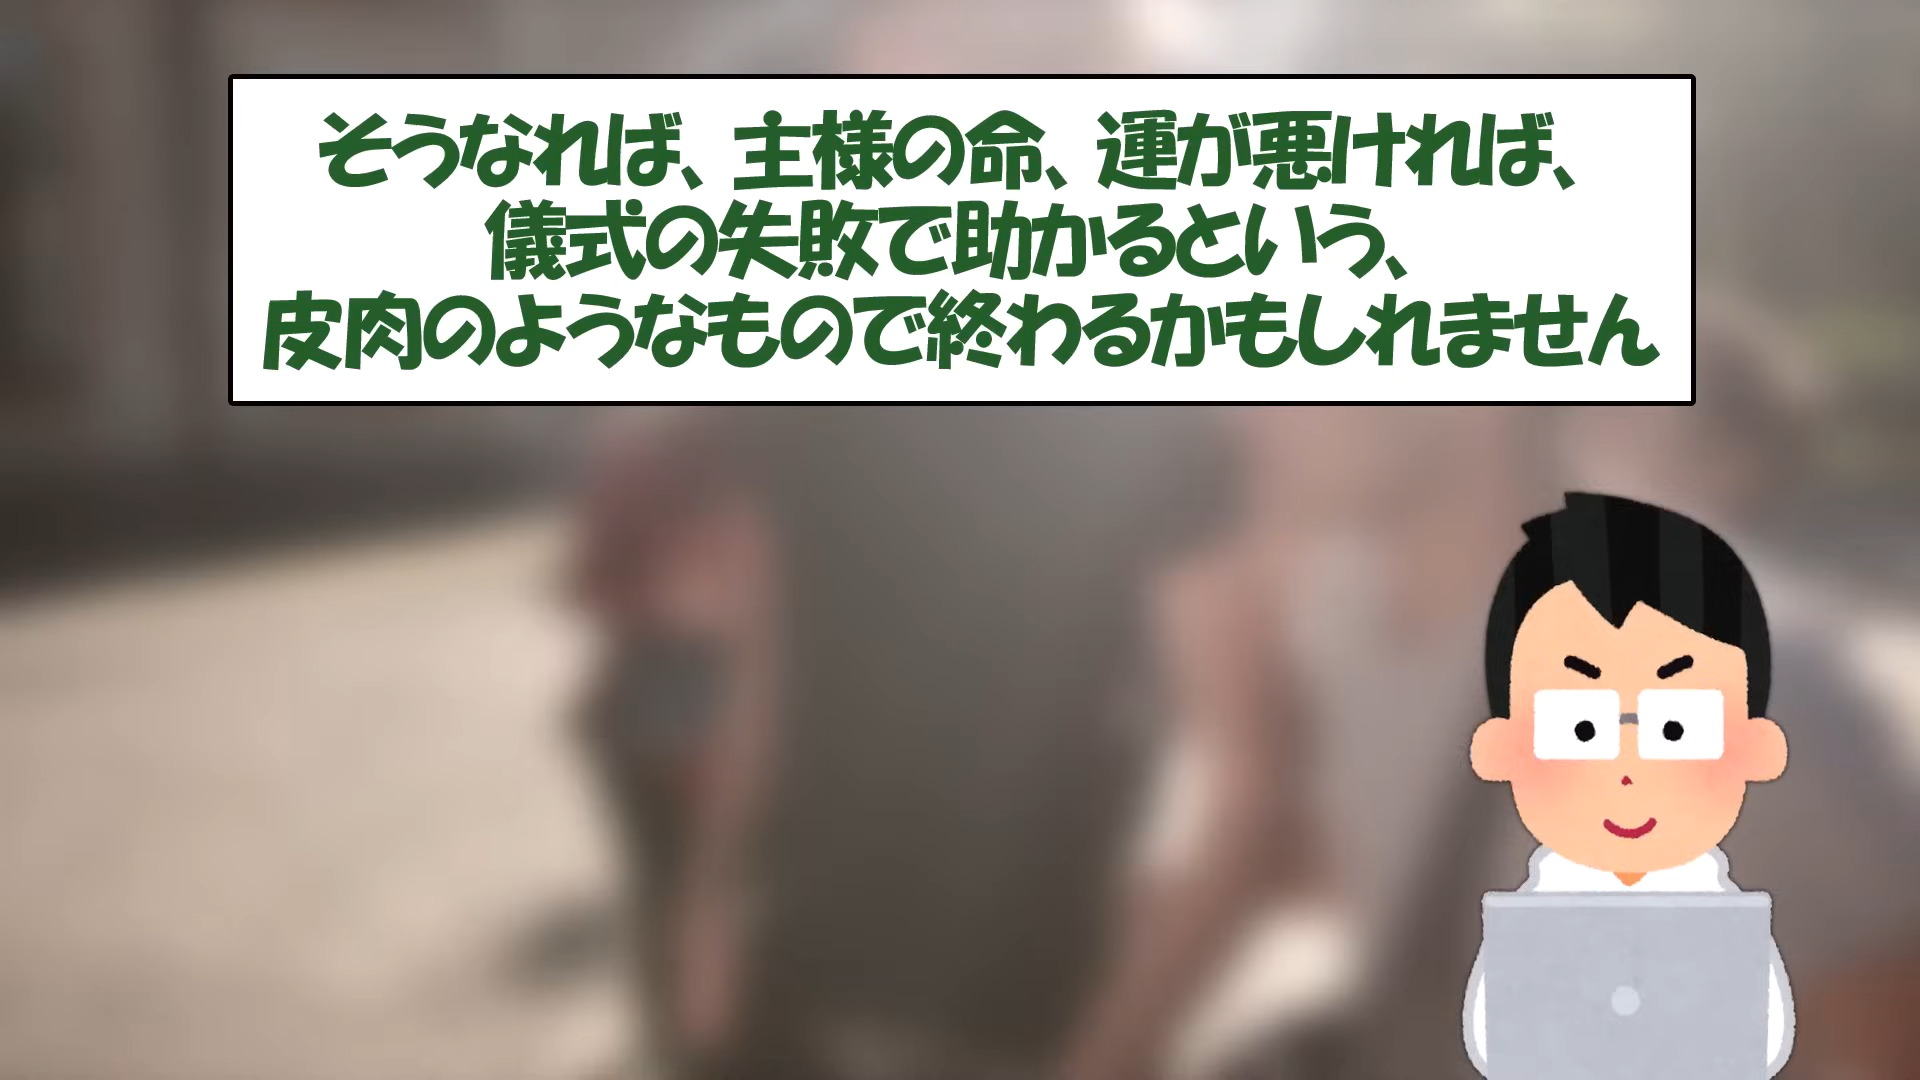 そうなれば、主様の命、運が悪ければ、
儀式の失敗で助かるという、
皮肉のようなもので終わるかもしれません